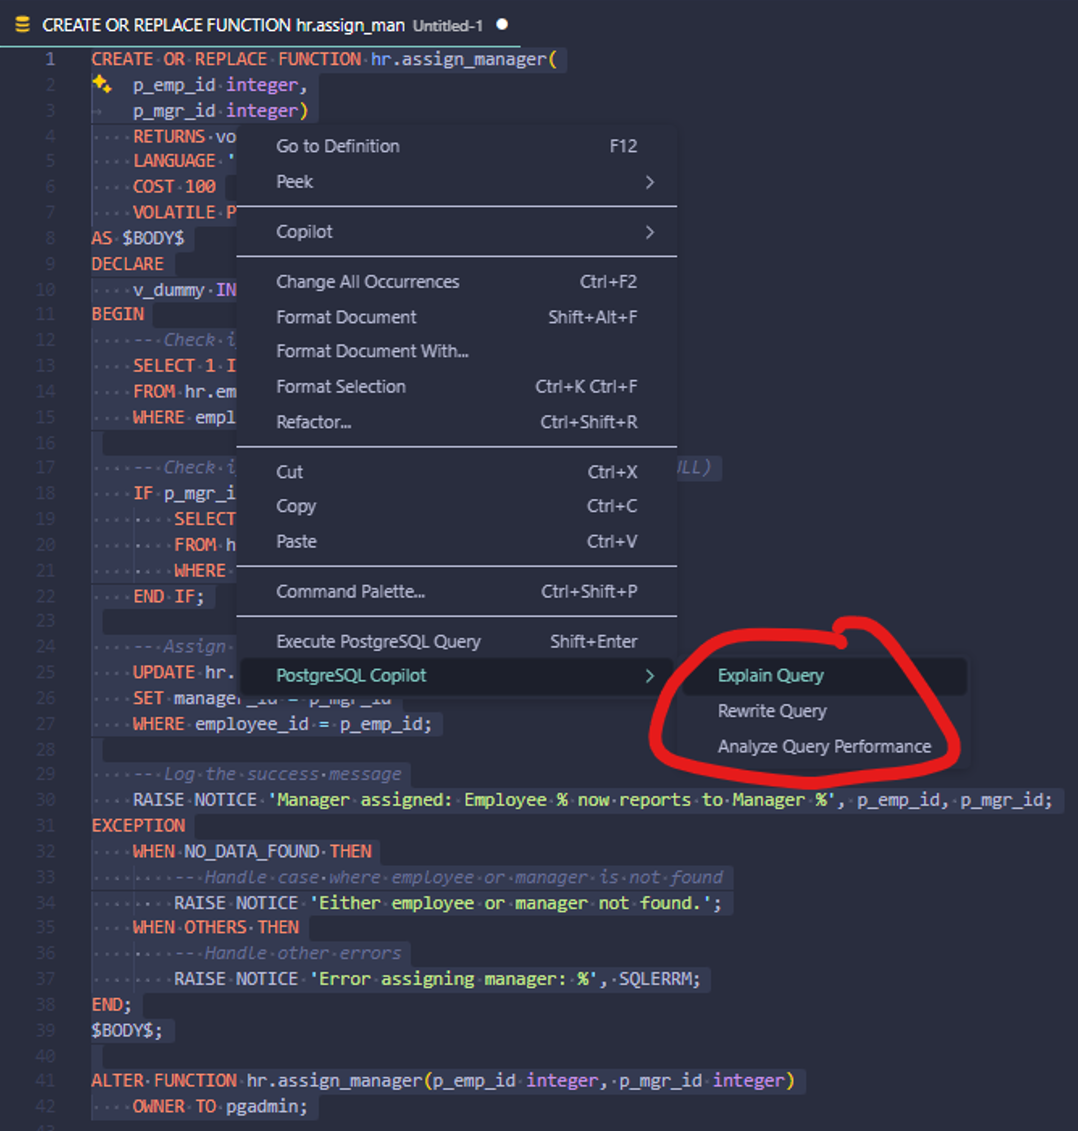 CREATE OR REPLACE FUNCTION hr.assign_man Untitled-1
1 CREATE OR REPLACE FUNCTION hr.assign_manager(
2 p_emp_id integer,
3 p_mgr_id integer)
4 RETURNS vo
5 LANGUAGE '
6 COST 100
7 VOLATILE P
8 AS $BODY$
9 DECLARE
10 v_dummy IN
11 BEGIN
12 -- Check i
13 SELECT 1 I
14 FROM hr.em
15 WHERE empl
16
17 -- Check i ULL)
18 IF p_mgr_i
19 SELECT
20 FROM h
21 WHERE
22 END IF;
23
24 -- Assign
25 UPDATE hr.
26 SET manager_id = p_mgr_id
27 WHERE employee_id = p_emp_id;
28
29 -- Log the success message
30 RAISE NOTICE 'Manager assigned: Employee % now reports to Manager %', p_emp_id, p_mgr_id;
31 EXCEPTION
32 WHEN NO_DATA_FOUND THEN
33 -- Handle case where employee or manager is not found
34 RAISE NOTICE 'Either employee or manager not found.';
35 WHEN OTHERS THEN
36 -- Handle other errors
37 RAISE NOTICE 'Error assigning manager: %', SQLERRM;
38 END;
39 $BODY$;
40
41 ALTER FUNCTION hr.assign_manager(p_emp_id integer, p_mgr_id integer)
42 OWNER TO pgadmin;
Go to Definition F12
Peek
Copilot
Change All Occurrences Ctrl+F2
Format Document Shift+Alt+F
Format Document With...
Format Selection Ctrl+K Ctrl+F
Refactor... Ctrl+Shift+R
Cut Ctrl+X
Copy Ctrl+C
Paste Ctrl+V
Command Palette... Ctrl+Shift+P
Execute PostgreSQL Query Shift+Enter
PostgreSQL Copilot
Explain Query
Rewrite Query
Analyze Query Performance